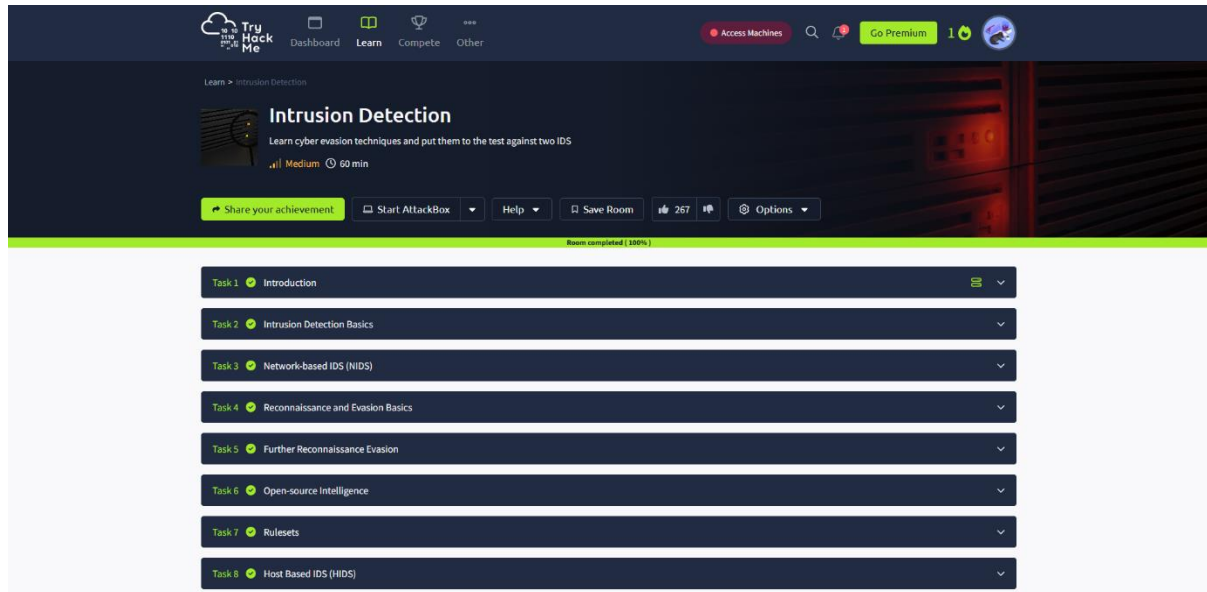 Try Hack Me
Dashboard Learn Compete Other
Access Machines Go Premium 1
Learn > Intrusion Detection
Intrusion Detection
Learn cyber evasion techniques and put them to the test against two IDS
Medium 60 min
Share your achievement Start AttackBox Help Save Room 267 Options
Room completed ( 100% )
Task 1 Introduction
Task 2 Intrusion Detection Basics
Task 3 Network-based IDS (NIDS)
Task 4 Reconnaissance and Evasion Basics
Task 5 Further Reconnaissance Evasion
Task 6 Open-source Intelligence
Task 7 Rulesets
Task 8 Host Based IDS (HIDS)